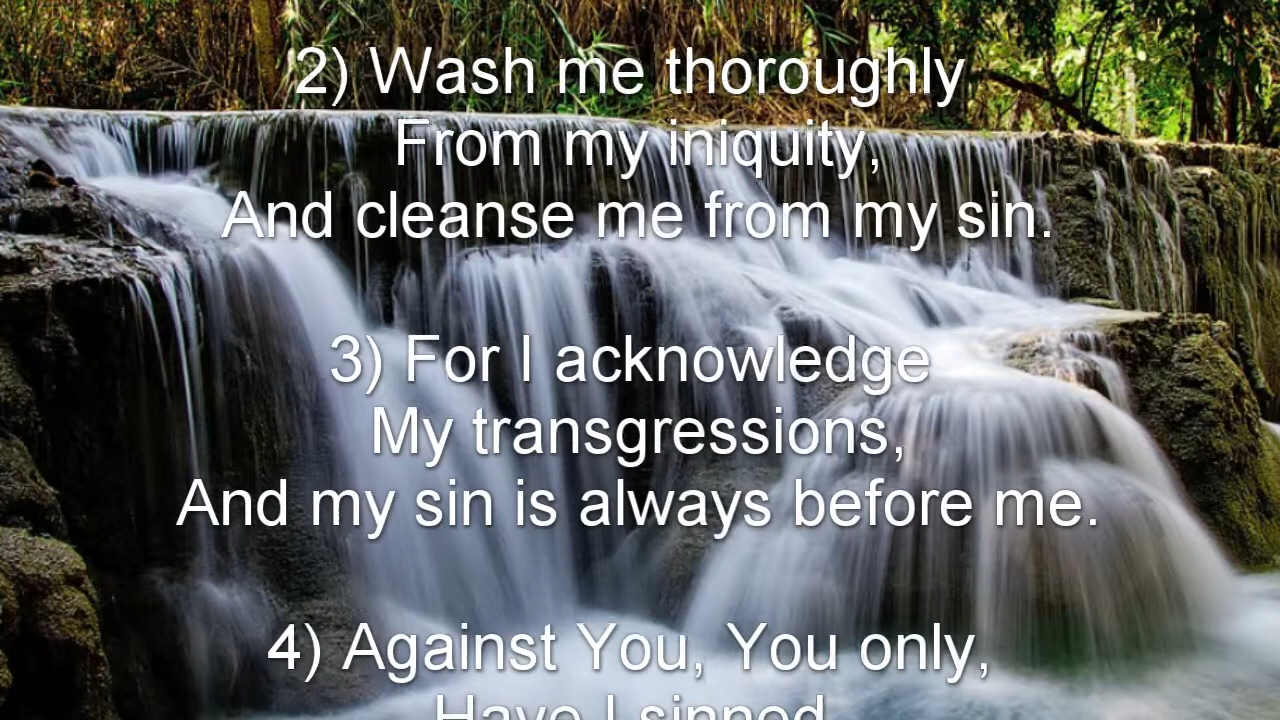 2) Wash me thoroughly
From my iniquity,
And cleanse me from my sin.
3) For I acknowledge
My transgressions,
And my sin is always before me.
4) Against You, You only,
Have I sinned